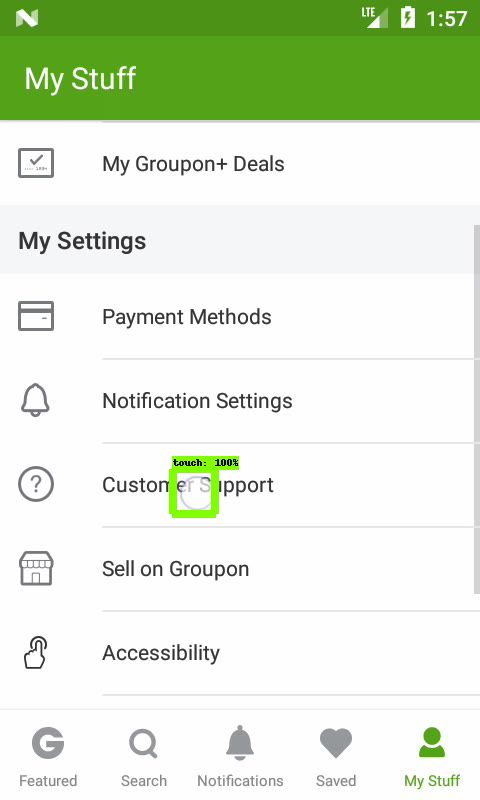 LTE 1:57
My Stuff
My Groupon+ Deals
My Settings
Payment Methods
Notification Settings
touch: 100%
Customer Support
Sell on Groupon
Accessibility
Featured Search Notifications Saved My Stuff